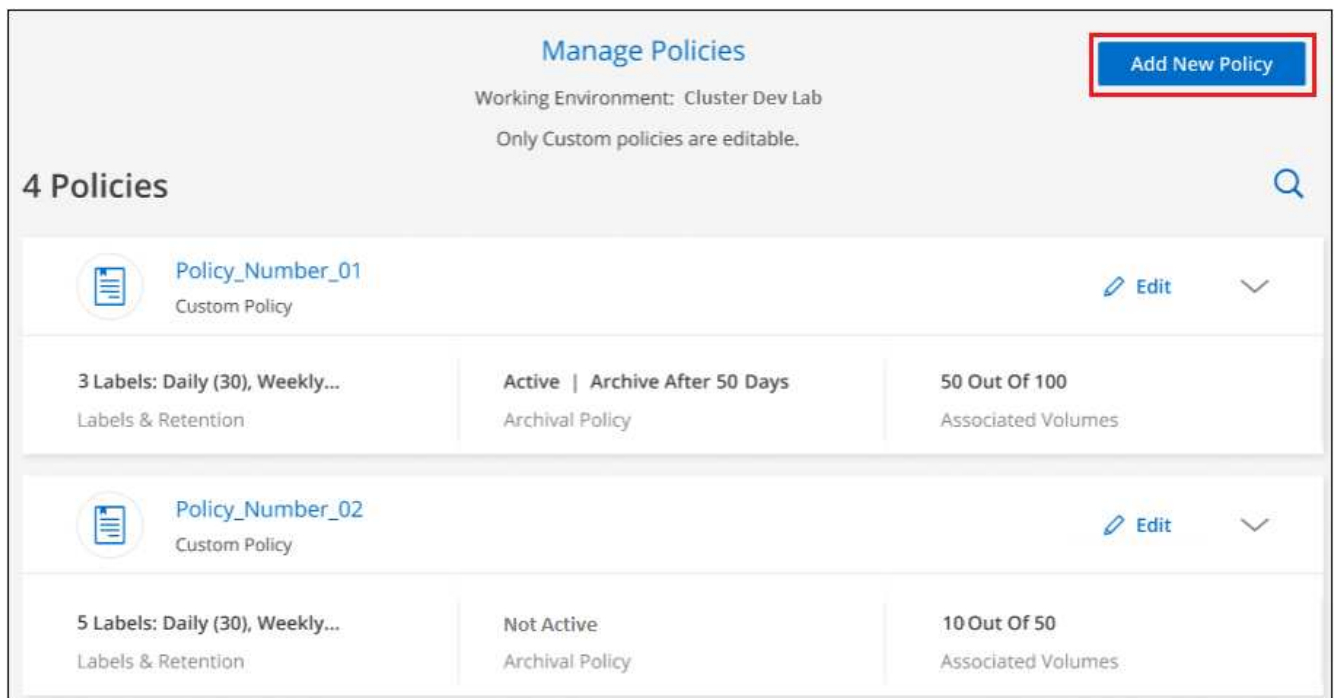 Manage Policies
Add New Policy
Working Environment: Cluster Dev Lab
Only Custom policies are editable.
4 Policies
Policy_Number_01
Custom Policy
Edit
3 Labels: Daily (30), Weekly...
Labels & Retention
Active | Archive After 50 Days
Archival Policy
50 Out Of 100
Associated Volumes
Policy_Number_02
Custom Policy
Edit
5 Labels: Daily (30), Weekly...
Labels & Retention
Not Active
Archival Policy
10 Out Of 50
Associated Volumes